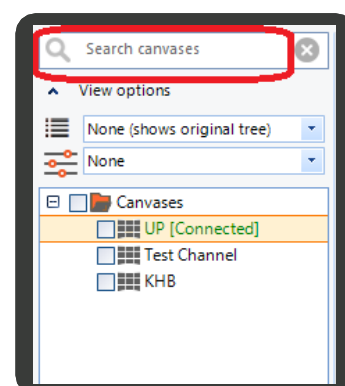 Search canvases
View options
None (shows original tree)
None
Canvases
UP [Connected]
Test Channel
KHB